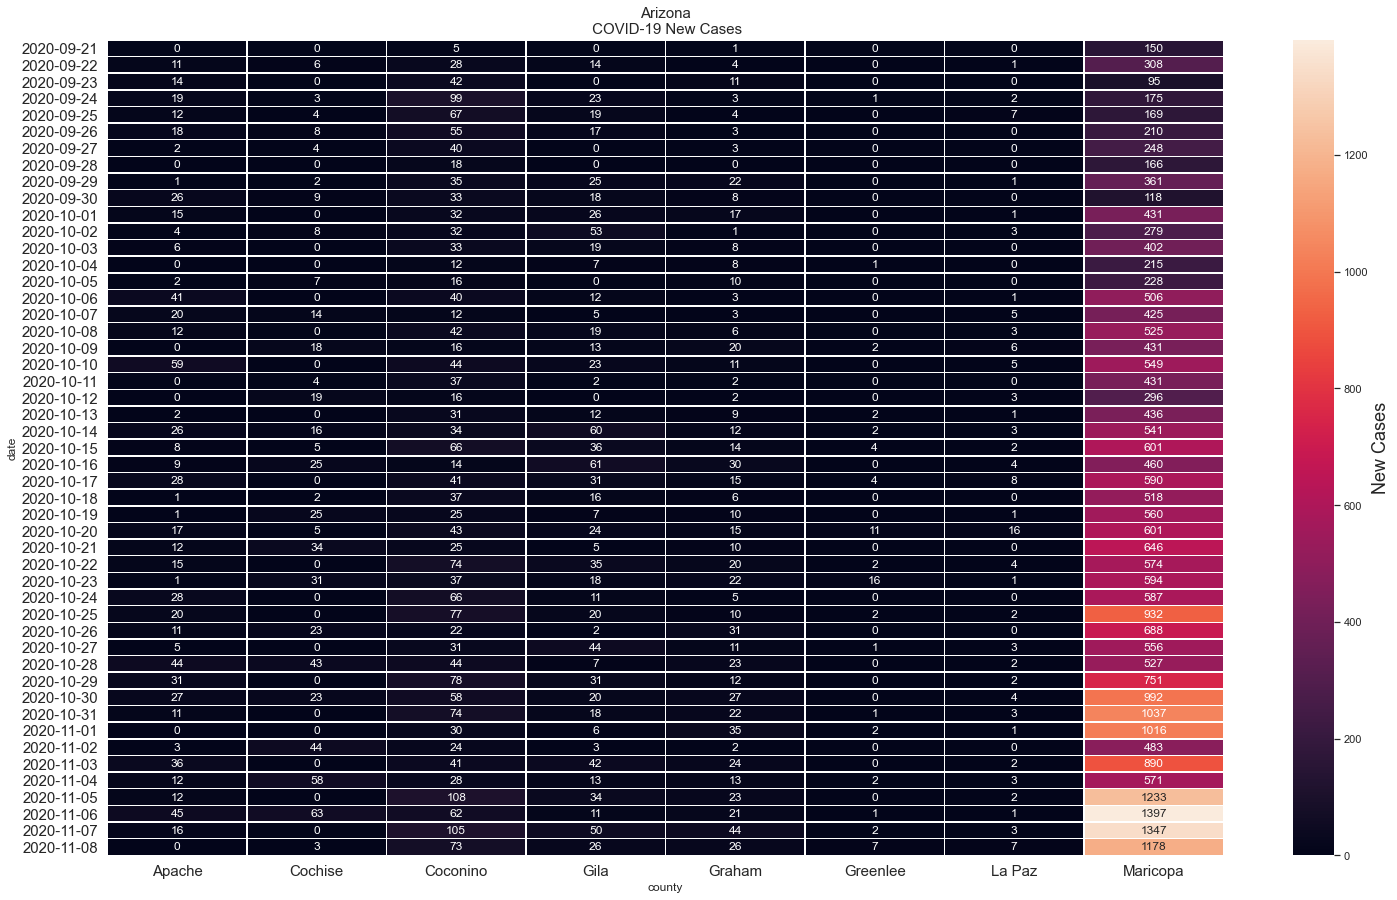 Arizona
COVID-19 New Cases
2020-09-21 0 0 5 0 1 0 0 150
2020-09-22 11 6 28 14 4 0 1 308
2020-09-23 14 0 42 0 11 0 0 95
2020-09-24 19 3 99 23 3 1 2 175
2020-09-25 12 4 67 19 4 0 7 169
2020-09-26 18 8 55 17 3 0 0 210
2020-09-27 2 4 40 0 3 0 0 248
2020-09-28 0 0 18 0 0 0 0 166
2020-09-29 1 2 35 25 22 0 1 361
2020-09-30 26 9 33 18 8 0 0 118
2020-10-01 15 0 32 26 17 0 1 431
2020-10-02 4 8 32 53 1 0 3 279
2020-10-03 6 0 33 19 8 0 0 402
2020-10-04 0 0 12 7 8 1 0 215
2020-10-05 2 7 16 0 10 0 0 228
2020-10-06 41 0 40 12 3 0 1 506
2020-10-07 20 14 12 5 3 0 5 425
2020-10-08 12 0 42 19 6 0 3 525
2020-10-09 0 18 16 13 20 2 6 431
2020-10-10 59 0 44 23 11 0 5 549
2020-10-11 0 4 37 2 2 0 0 431
2020-10-12 0 19 16 0 2 0 3 296
2020-10-13 2 0 31 12 9 2 1 436
2020-10-14 26 16 34 60 12 2 3 541
2020-10-15 8 5 66 36 14 4 2 601
2020-10-16 9 25 14 61 30 0 4 460
2020-10-17 28 0 41 31 15 4 8 590
2020-10-18 1 2 37 16 6 0 0 518
2020-10-19 1 25 25 7 10 0 1 560
2020-10-20 17 5 43 24 15 11 16 601
2020-10-21 12 34 25 5 10 0 0 646
2020-10-22 15 0 74 35 20 2 4 574
2020-10-23 1 31 37 18 22 16 1 594
2020-10-24 28 0 66 11 5 0 0 587
2020-10-25 20 0 77 20 10 2 2 932
2020-10-26 11 23 22 2 31 0 0 688
2020-10-27 5 0 31 44 11 1 3 556
2020-10-28 44 43 44 7 23 0 2 527
2020-10-29 31 0 78 31 12 0 2 751
2020-10-30 27 23 58 20 27 0 4 992
2020-10-31 11 0 74 18 22 1 3 1037
2020-11-01 0 0 30 6 35 2 1 1016
2020-11-02 3 44 24 3 2 0 0 483
2020-11-03 36 0 41 42 24 0 2 890
2020-11-04 12 58 28 13 13 2 3 571
2020-11-05 12 0 108 34 23 0 2 1233
2020-11-06 45 63 62 11 21 1 1 1397
2020-11-07 16 0 105 50 44 2 3 1347
2020-11-08 0 3 73 26 26 7 7 1178
Apache Cochise Coconino Gila Graham Greenlee La Paz Maricopa
county
date
1200
1000
800
600
400
200
0
New Cases